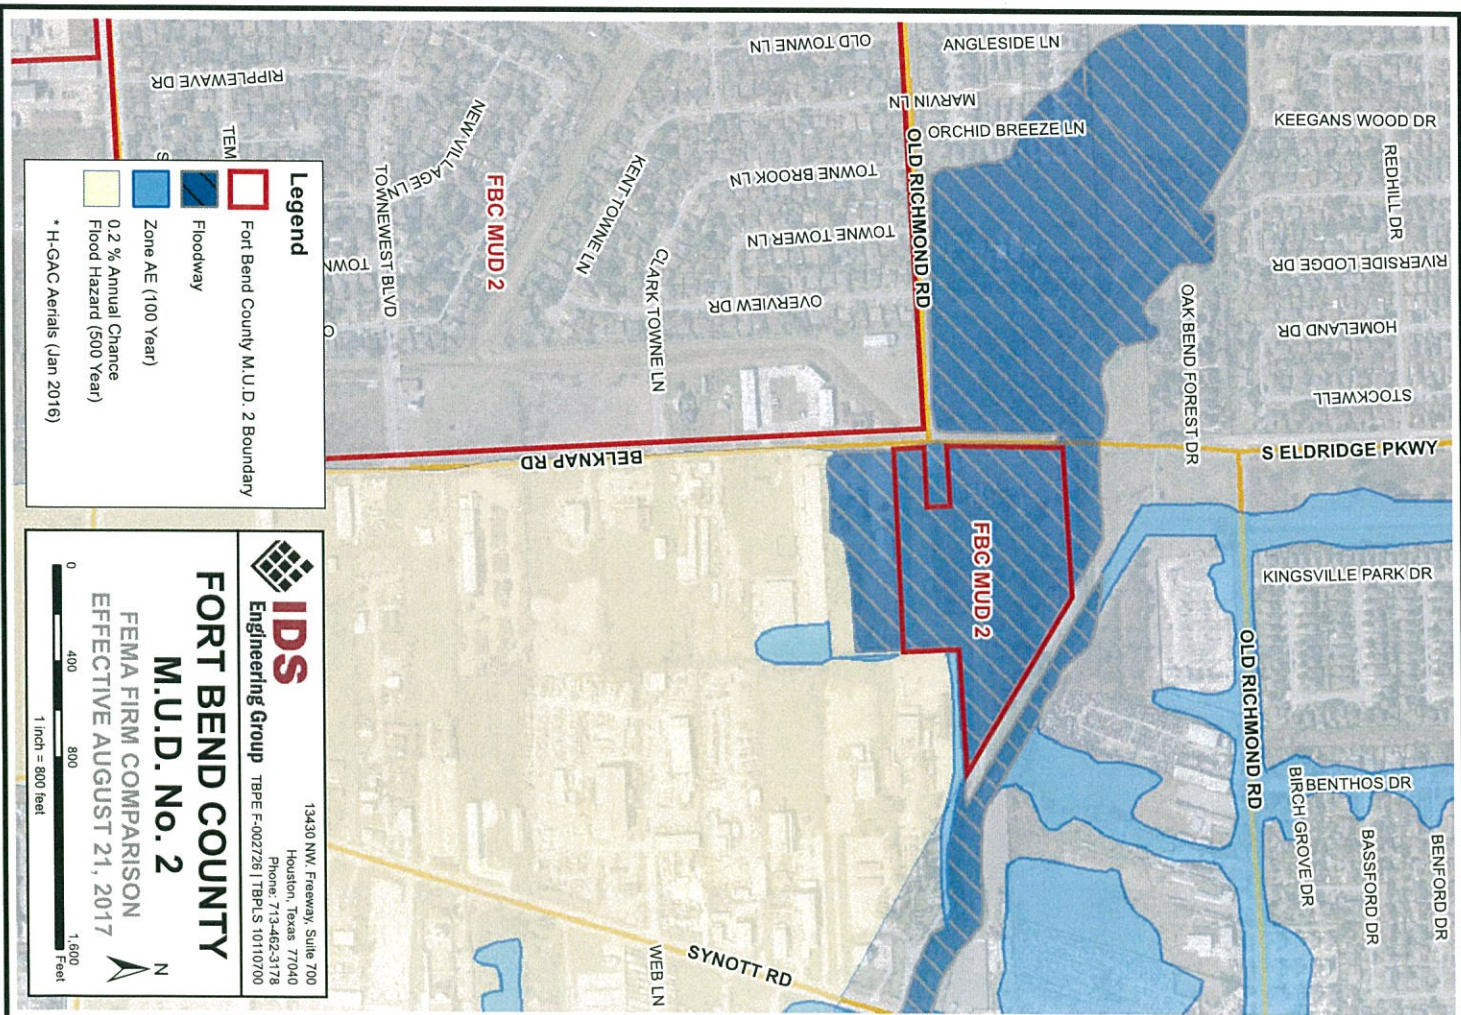 OLD TOWNE LN
ANGLESIDE LN
RIPPLEWAVE DR
MARVIN LN
KEEGANS WOOD DR
ORCHID BREEZE LN
NEW VILLAGE LN
TEM
S
REDHILL DR
OLD RICHMOND RD
TOWNE BROOK LN
KENT TOWNE LN
TOWNEWEST BLVD
FBC MUD 2
TOWNE TOWER LN
RIVERSIDE LODGE DR
TOWN
O
CLARK TOWNE LN
OVERVIEW DR
OAK BEND FOREST DR
HOMELAND DR
STOCKWELL
BELKNAP RD
S ELDRIDGE PKWY
FBC MUD 2
KINGSVILLE PARK DR
OLD RICHMOND RD
BENTHOS DR
BIRCH GROVE DR
BASSFORD DR
BENFORD DR
SYNOTT RD
WEB LN
Legend
Fort Bend County M.U.D. 2 Boundary
Floodway
Zone AE (100 Year)
0.2 % Annual Chance
Flood Hazard (500 Year)
* H-GAC Aerials (Jan 2016)
IDS
Engineering Group
13430 NW. Freeway, Suite 700
Houston, Texas 77040
Phone: 713-462-3178
TBPE F-002726 | TBPLS 10110700
FORT BEND COUNTY
M.U.D. No. 2
FEMA FIRM COMPARISON
EFFECTIVE AUGUST 21, 2017
N
0 400 800 1,600
Feet
1 inch = 800 feet